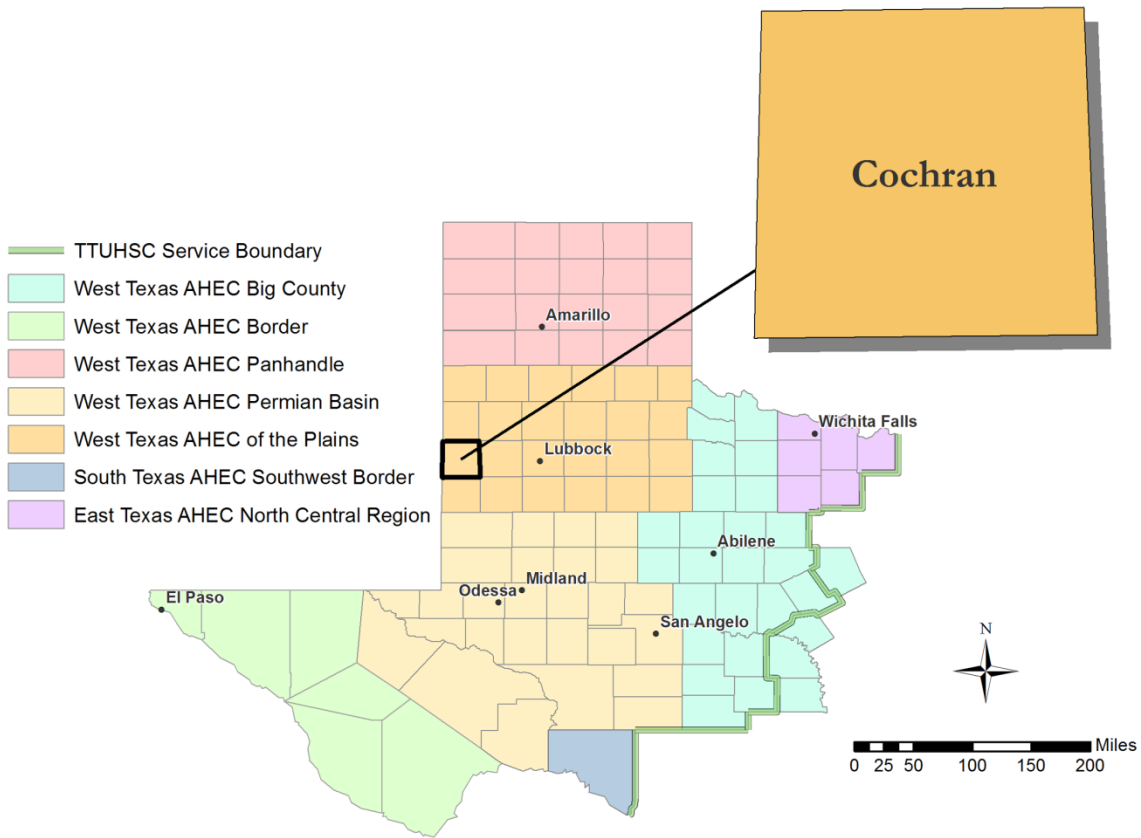 Cochran
TTUHSC Service Boundary
West Texas AHEC Big County
West Texas AHEC Border
West Texas AHEC Panhandle
West Texas AHEC Permian Basin
West Texas AHEC of the Plains
South Texas AHEC Southwest Border
East Texas AHEC North Central Region
Amarillo
Wichita Falls
Lubbock
Abilene
Midland
Odessa
El Paso
San Angelo
N
Miles
0 25 50 100 150 200